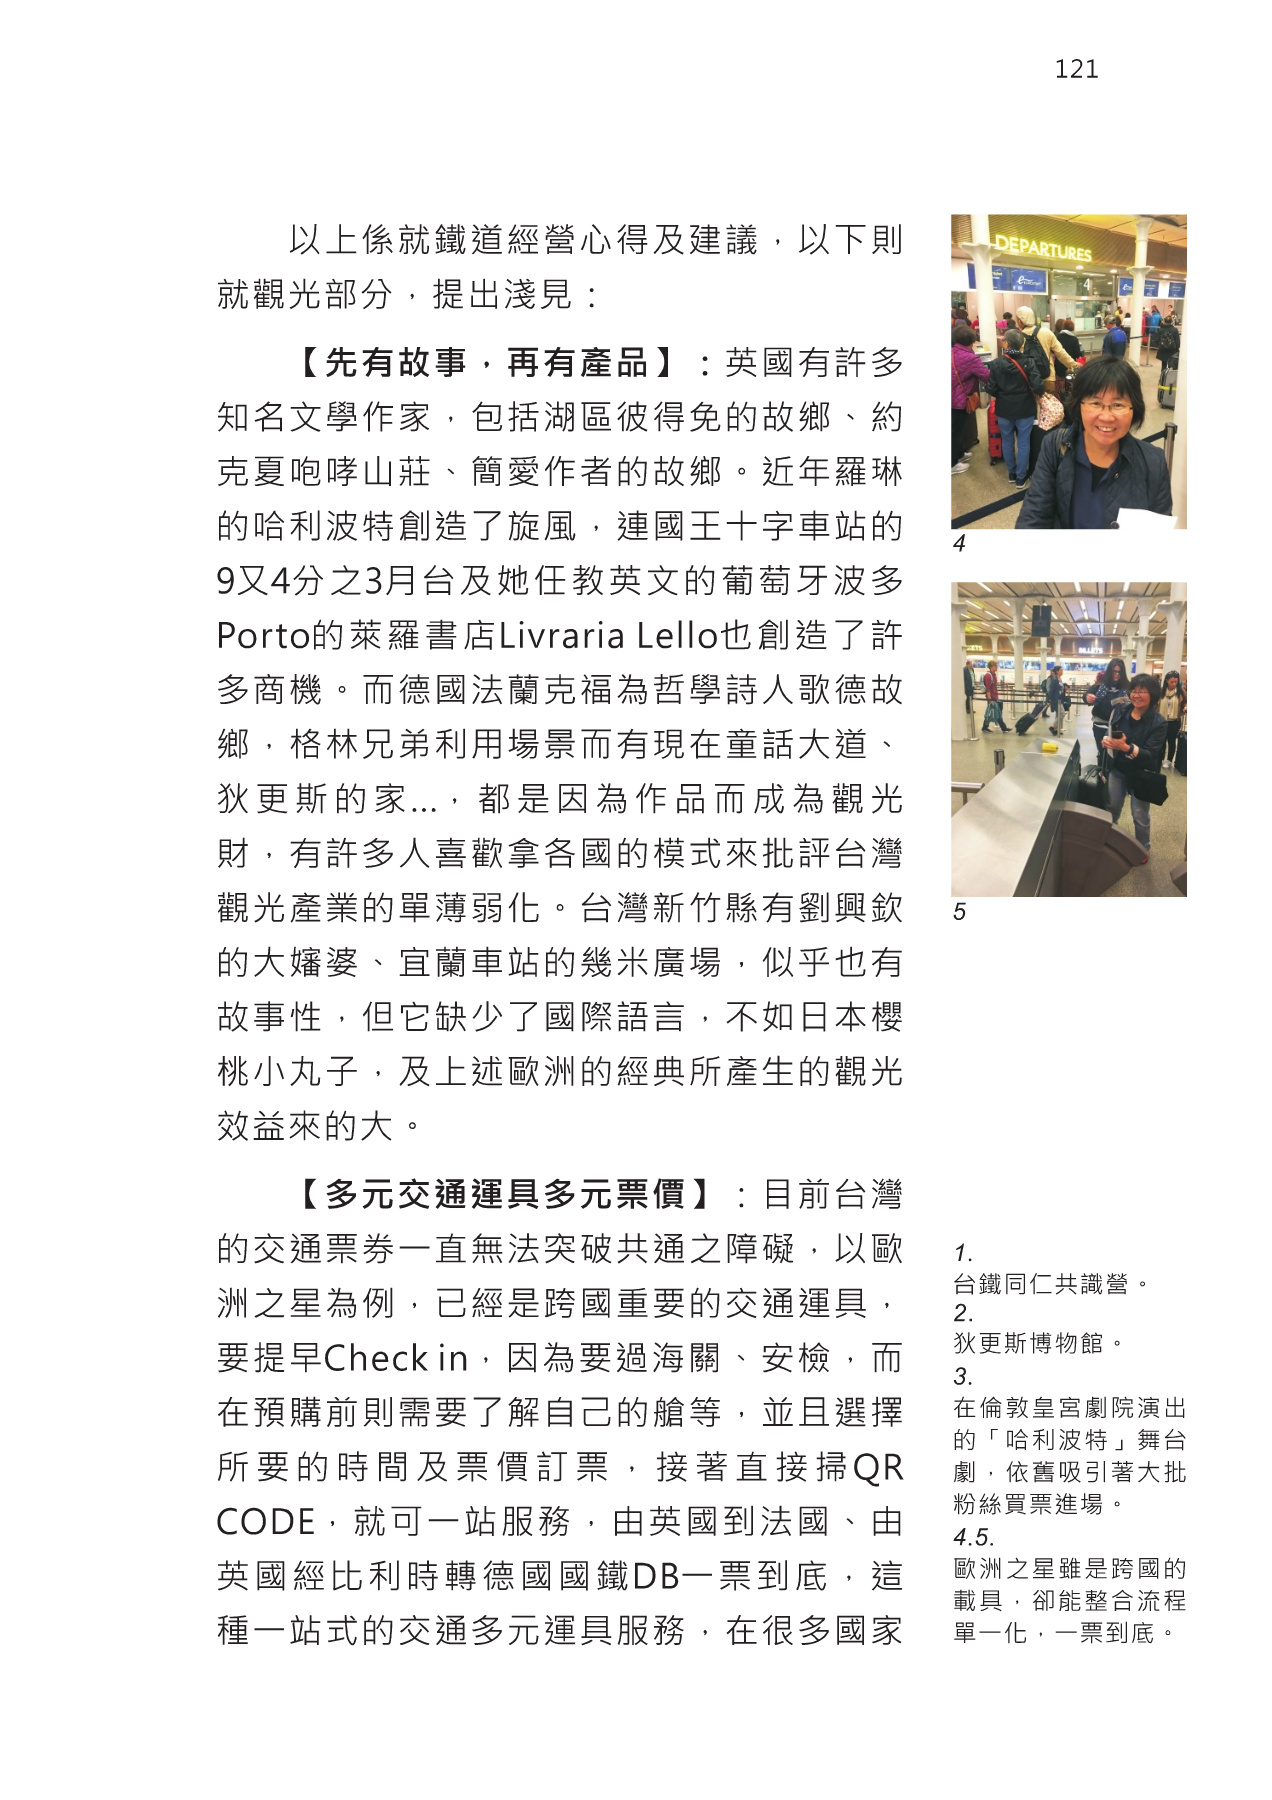 121
以上係就鐵道經營心得及建議，以下則
就觀光部分，提出淺見：
【先有故事，再有產品】：英國有許多
知名文學作家，包括湖區彼得免的故鄉、約
克夏咆哮山莊、簡愛作者的故鄉。近年羅琳
的哈利波特創造了旋風，連國王十字車站的
9又4分之3月台及她任教英文的葡萄牙波多
Porto的萊羅書店Livraria Lello也創造了許
多商機。而德國法蘭克福為哲學詩人歌德故
鄉，格林兄弟利用場景而有現在童話大道、
狄更斯的家...，都是因為作品而成為觀光
財，有許多人喜歡拿各國的模式來批評台灣
觀光產業的單薄弱化。台灣新竹縣有劉興欽
的大嬸婆、宜蘭車站的幾米廣場，似乎也有
故事性，但它缺少了國際語言，不如日本櫻
桃小丸子，及上述歐洲的經典所產生的觀光
效益來的大。
【多元交通運具多元票價】：目前台灣
的交通票券一直無法突破共通之障礙，以歐
洲之星為例，已經是跨國重要的交通運具，
要提早Check in，因為要過海關、安檢，而
在預購前則需要了解自己的艙等，並且選擇
所要的時間及票價訂票，接著直接掃QR
CODE，就可一站服務，由英國到法國、由
英國經比利時轉德國國鐵DB一票到底，這
種一站式的交通多元運具服務，在很多國家
DEPARTURES
4
4
5
1.
台鐵同仁共識營。
2.
狄更斯博物館。
3.
在倫敦皇宮劇院演出
的「哈利波特」舞台
劇，依舊吸引著大批
粉絲買票進場。
4.5.
歐洲之星雖是跨國的
載具，卻能整合流程
單一化，一票到底。